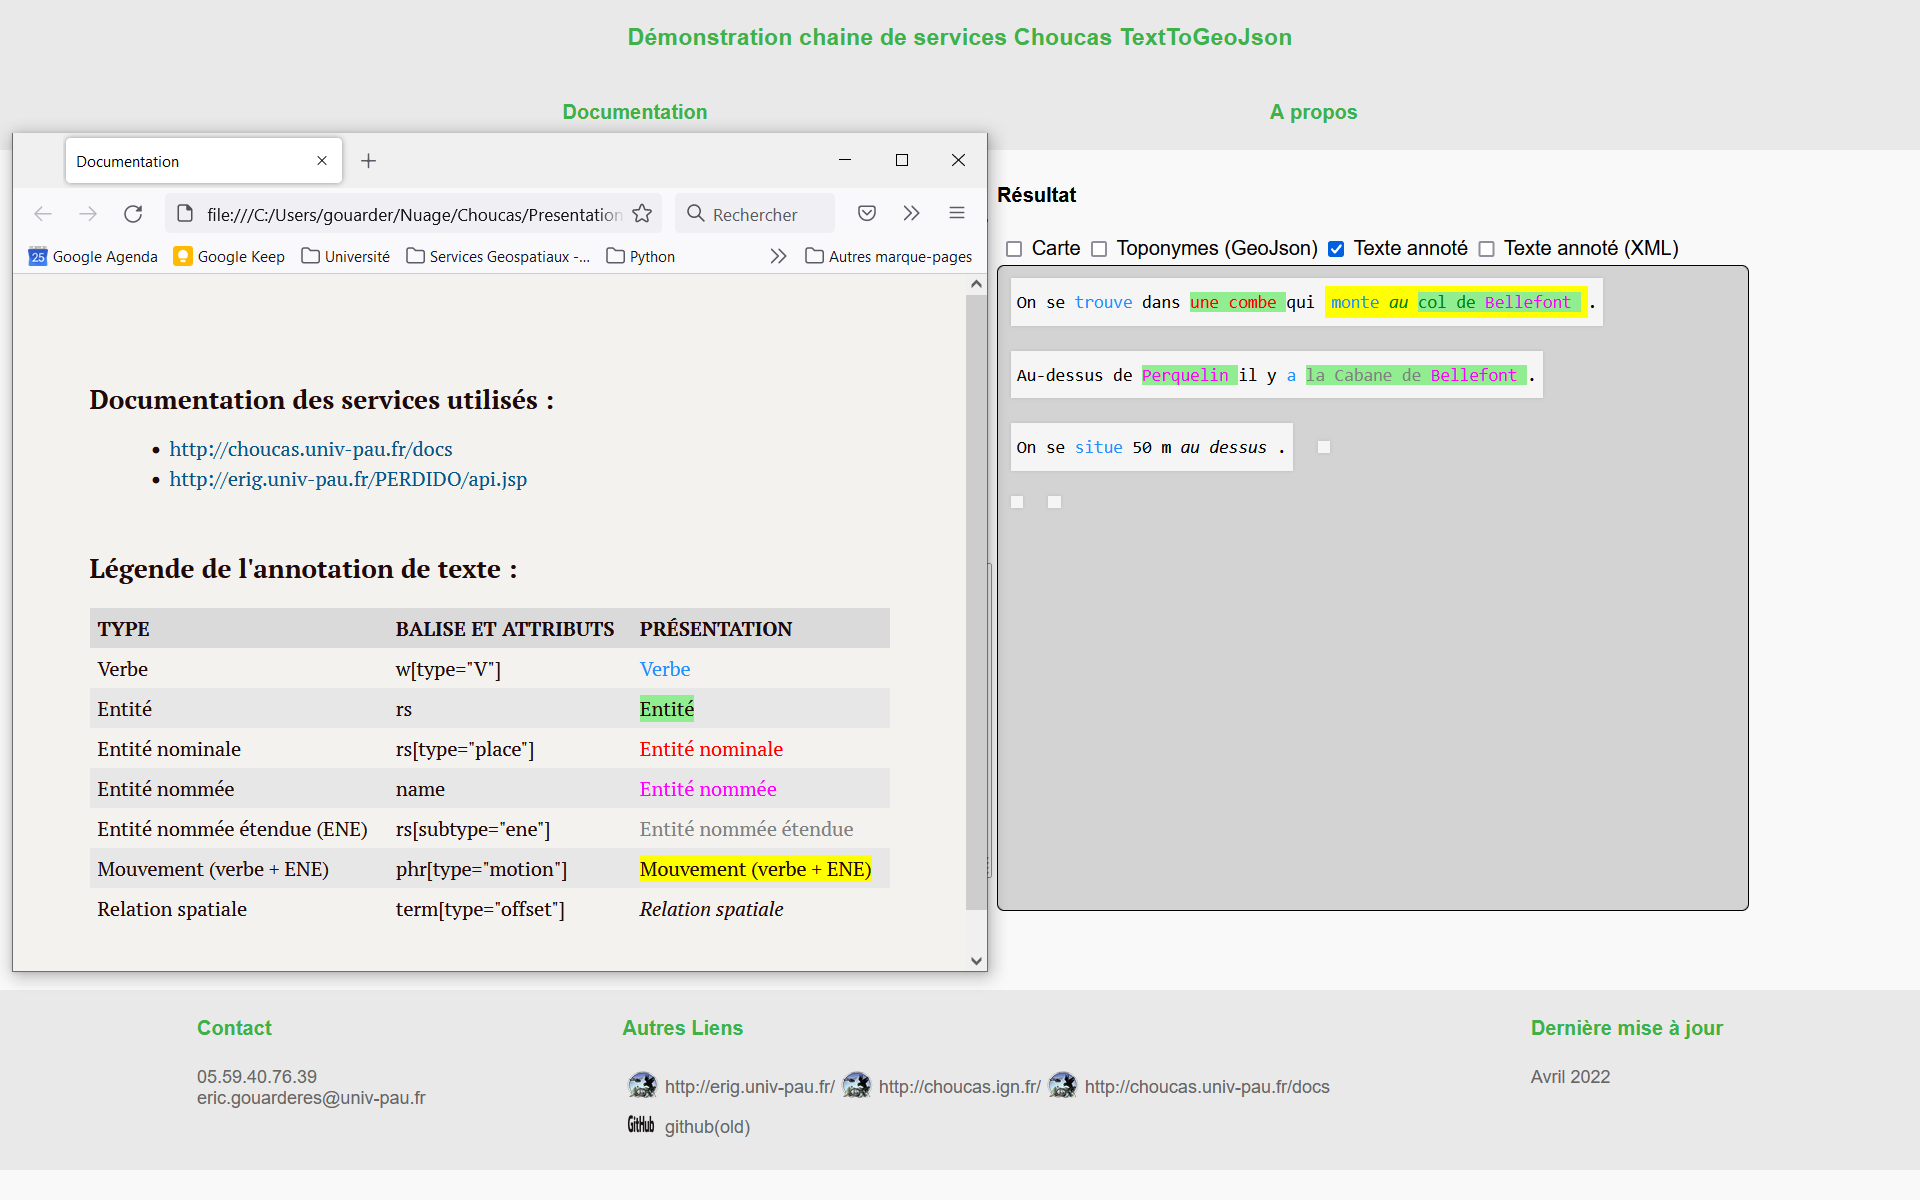 Démonstration chaine de services Choucas TextToGeoJson
Documentation A propos
Documentation
file:///C:/Users/gouarder/Nuage/Choucas/Presentation
Rechercher
25 Google Agenda Google Keep Université Services Geospatiaux -... Python Autres marque-pages
Documentation des services utilisés :
http://choucas.univ-pau.fr/docs
http://erig.univ-pau.fr/PERDIDO/api.jsp
Légende de l'annotation de texte :
TYPE BALISE ET ATTRIBUTS PRÉSENTATION
Verbe w[type="V"] Verbe
Entité rs Entité
Entité nominale rs[type="place"] Entité nominale
Entité nommée name Entité nommée
Entité nommée étendue (ENE) rs[subtype="ene"] Entité nommée étendue
Mouvement (verbe + ENE) phr[type="motion"] Mouvement (verbe + ENE)
Relation spatiale term[type="offset"] Relation spatiale
Résultat
Carte Toponymes (GeoJson) Texte annoté Texte annoté (XML)
On se trouve dans une combe qui monte au col de Bellefont .
Au-dessus de Perquelin il y a la Cabane de Bellefont .
On se situe 50 m au dessus .
Contact
05.59.40.76.39
eric.gouarderes@univ-pau.fr
Autres Liens
http://erig.univ-pau.fr/ http://choucas.ign.fr/ http://choucas.univ-pau.fr/docs
GitHub github(old)
Dernière mise à jour
Avril 2022